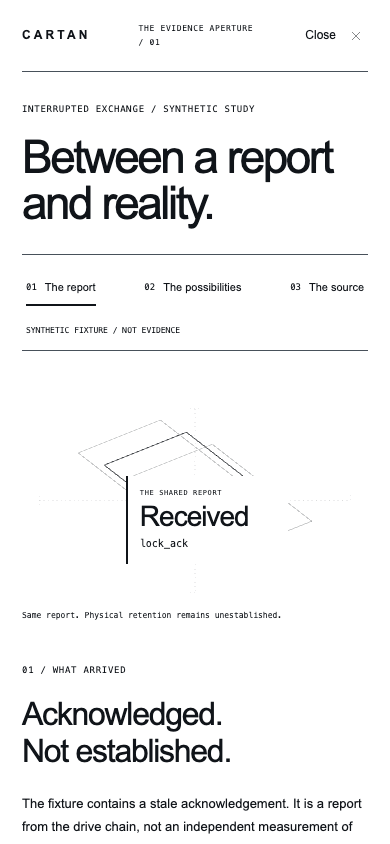 CARTAN
THE EVIDENCE APERTURE
/ 01
Close
INTERRUPTED EXCHANGE / SYNTHETIC STUDY
Between a report
and reality.
01 The report
02 The possibilities
03 The source
SYNTHETIC FIXTURE / NOT EVIDENCE
THE SHARED REPORT
Received
lock_ack
Same report. Physical retention remains unestablished.
01 / WHAT ARRIVED
Acknowledged.
Not established.
The fixture contains a stale acknowledgement. It is a report
from the drive chain, not an independent measurement of